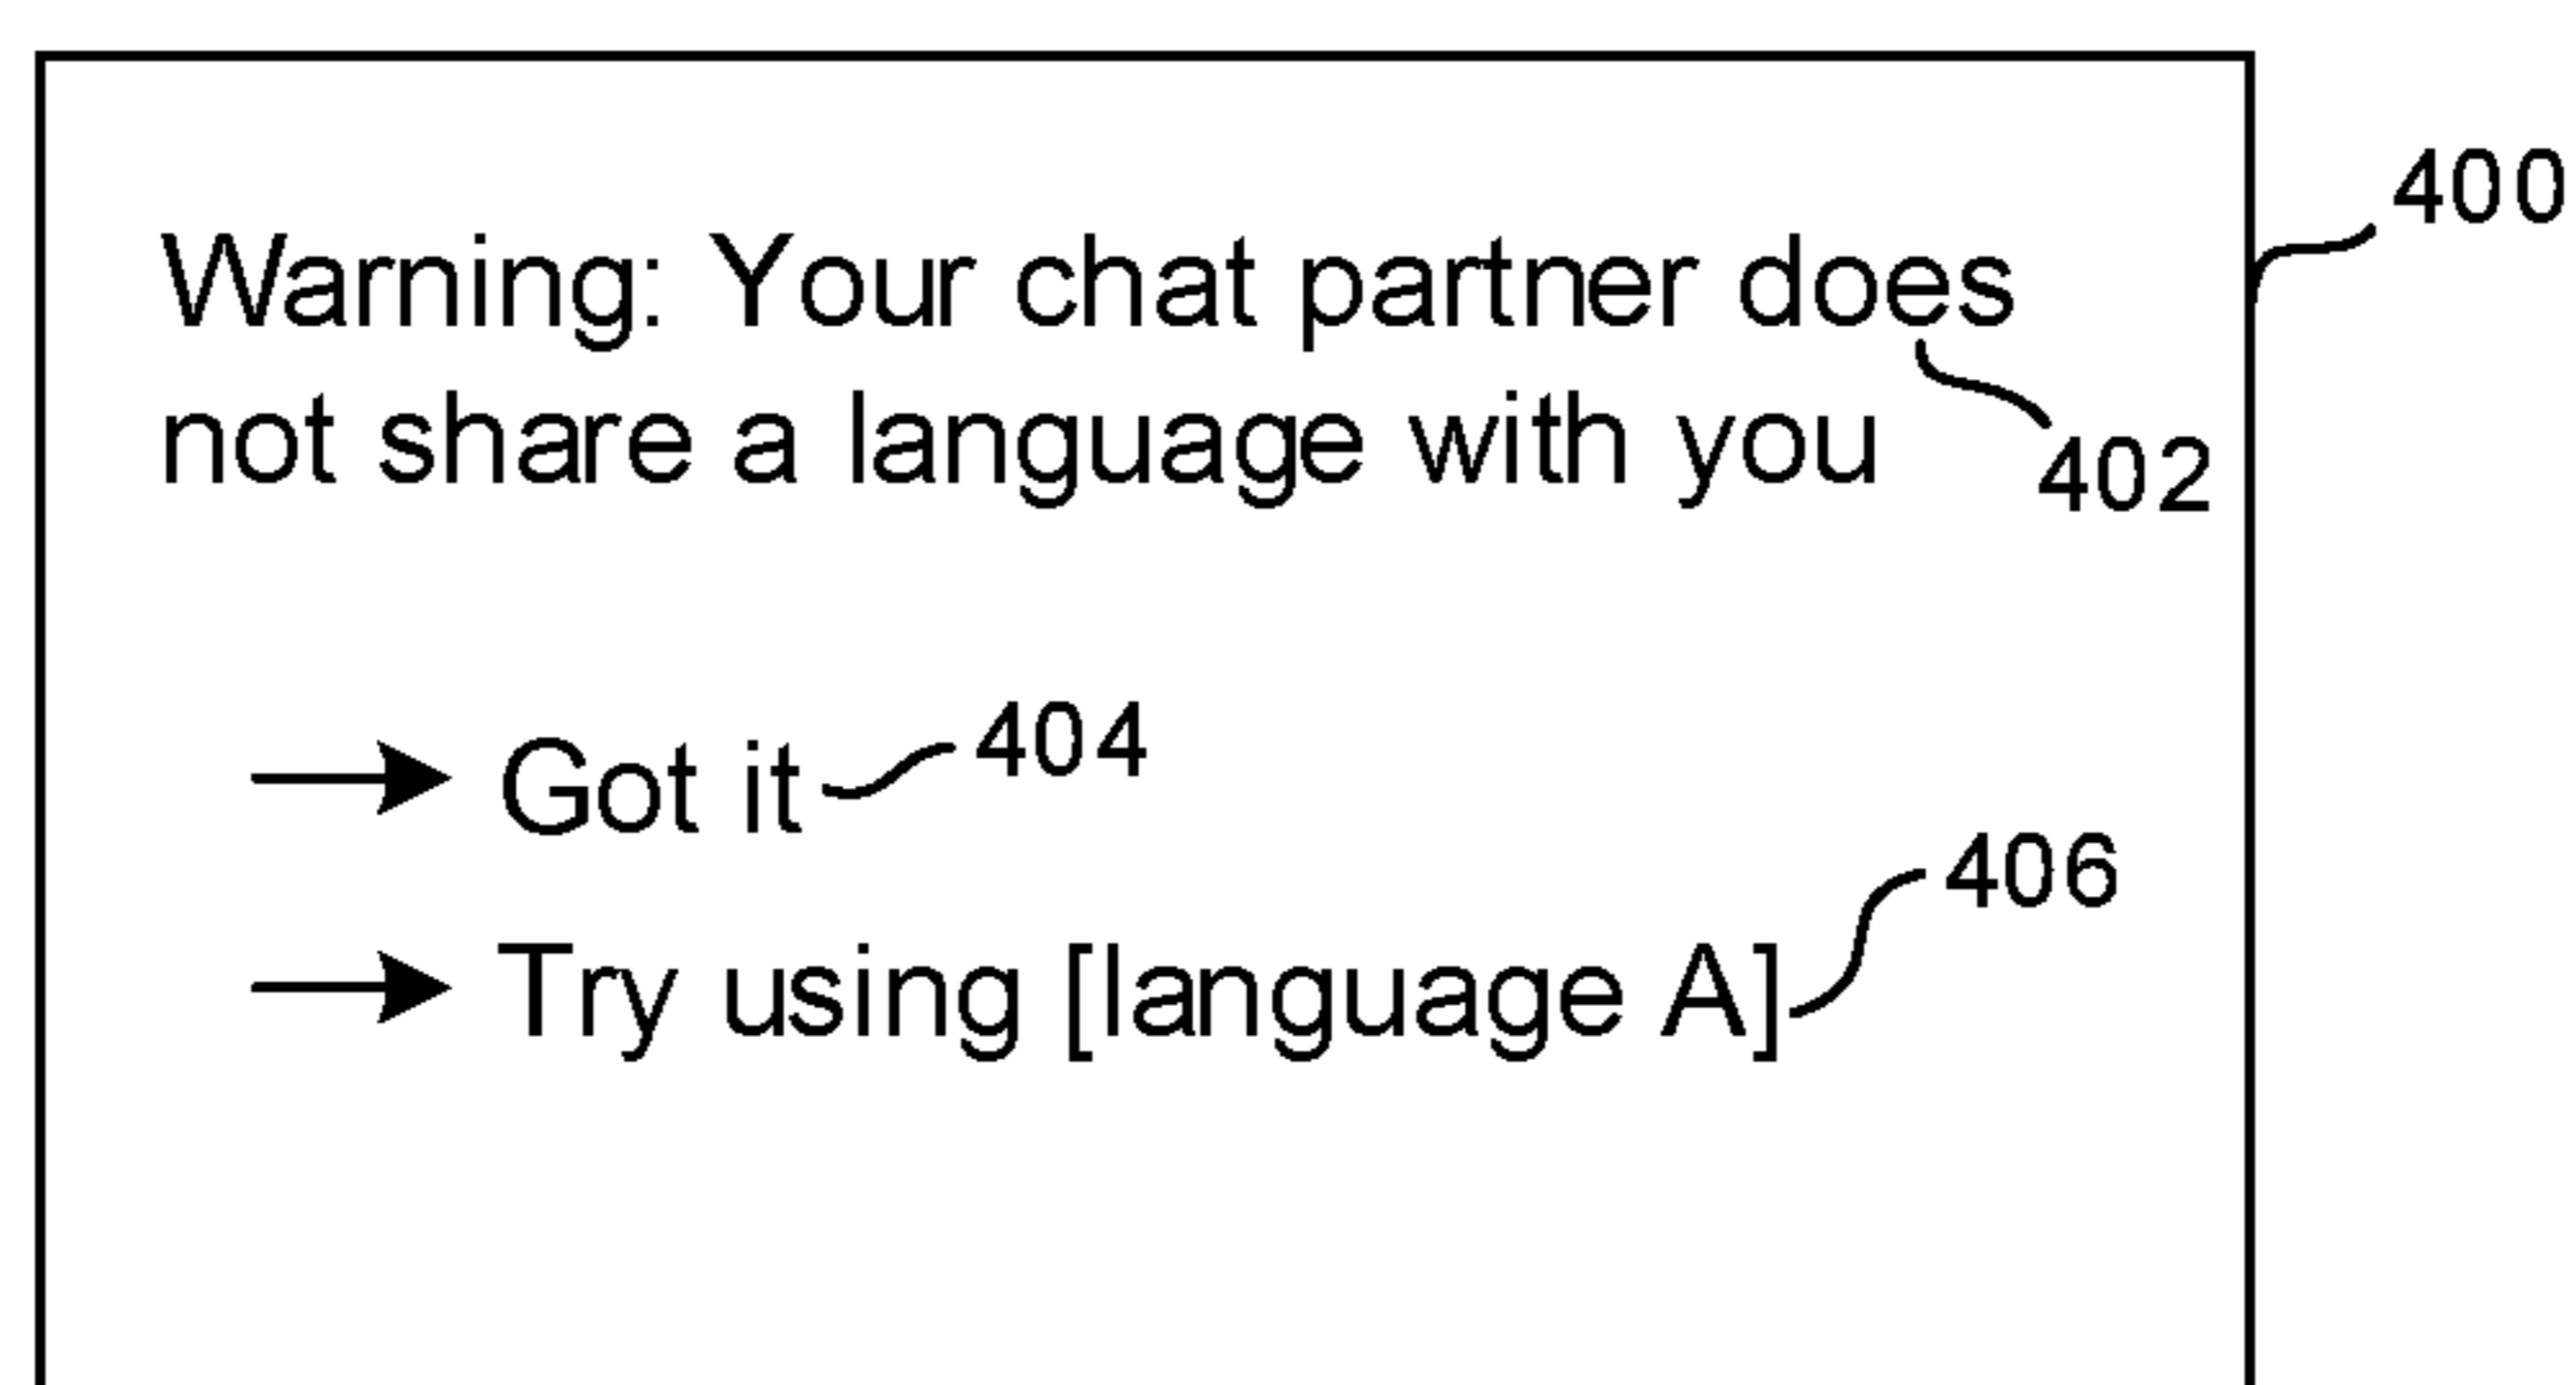 400
Warning: Your chat partner does
not share a language with you
402
Got it 404
406
Try using [language A]